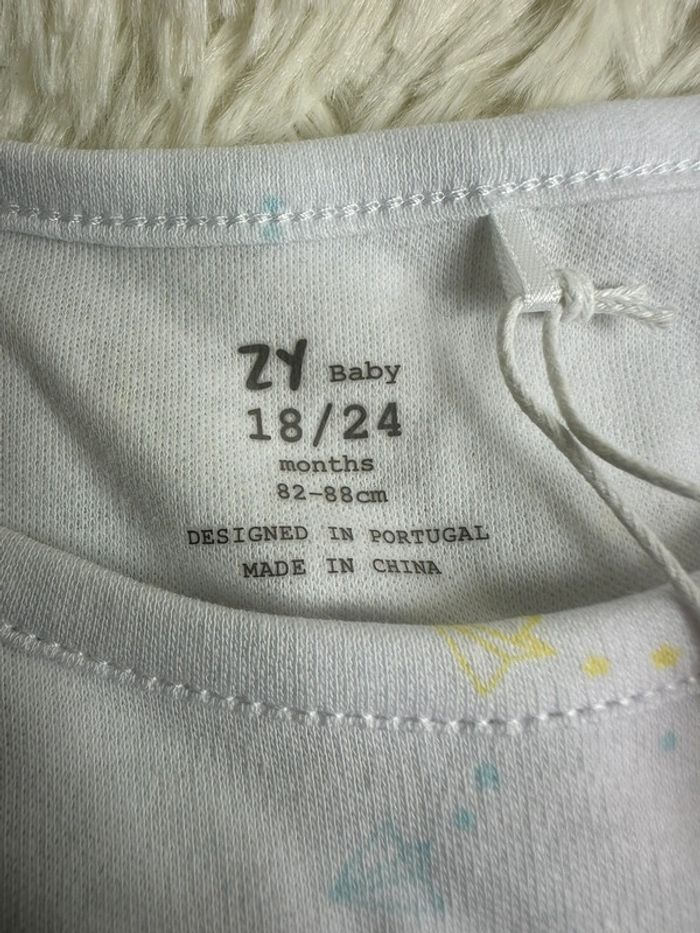 ZY Baby
18/24
months
82-88cm
DESIGNED IN PORTUGAL
MADE IN CHINA